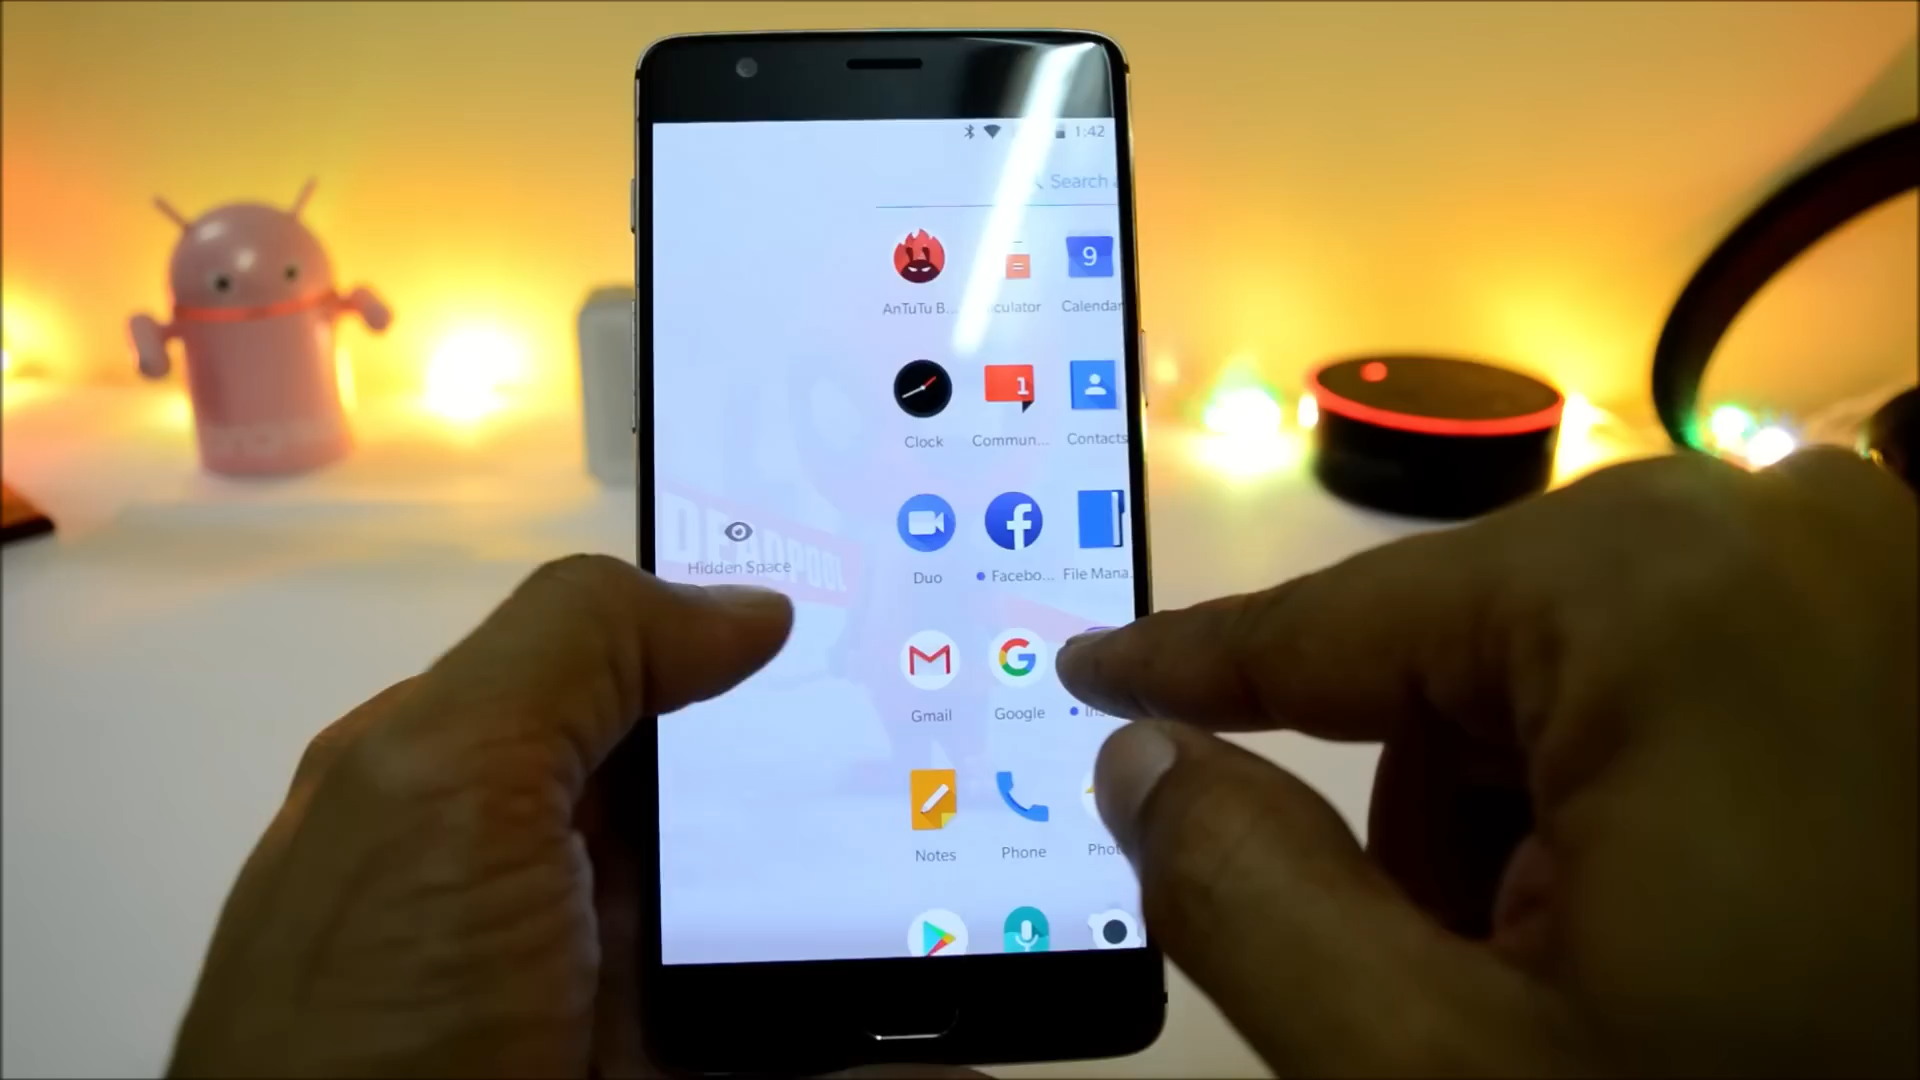 1:42
Search
AnTuTu B... culator Calendar
9
Clock Commun... Contacts
1
DEADPOOL
Hidden Space
Duo Facebo... File Mana.
Gmail Google
Notes Phone Phot